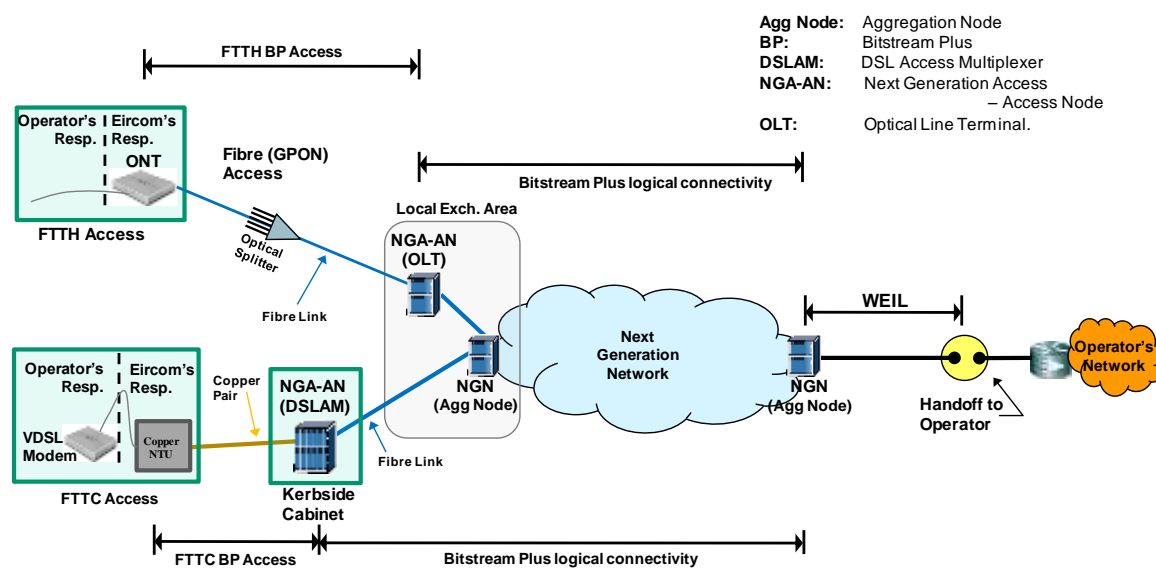 Agg Node: Aggregation Node
BP: Bitstream Plus
DSLAM: DSL Access Multiplexer
NGA-AN: Next Generation Access
– Access Node
OLT: Optical Line Terminal.
FTTH BP Access
Operator's
Resp.
Eircom's
Resp.
ONT
FTTH Access
Fibre (GPON)
Access
Optical
Splitter
Fibre Link
Bitstream Plus logical connectivity
Local Exch. Area
NGA-AN
(OLT)
NGN
(Agg Node)
Next
Generation
Network
NGN
(Agg Node)
WEIL
Handoff to
Operator
Operator's
Network
Operator's
Resp.
Eircom's
Resp.
VDSL
Modem
Copper
NTU
FTTC Access
Copper
Pair
NGA-AN
(DSLAM)
Kerbside
Cabinet
Fibre Link
FTTC BP Access
Bitstream Plus logical connectivity